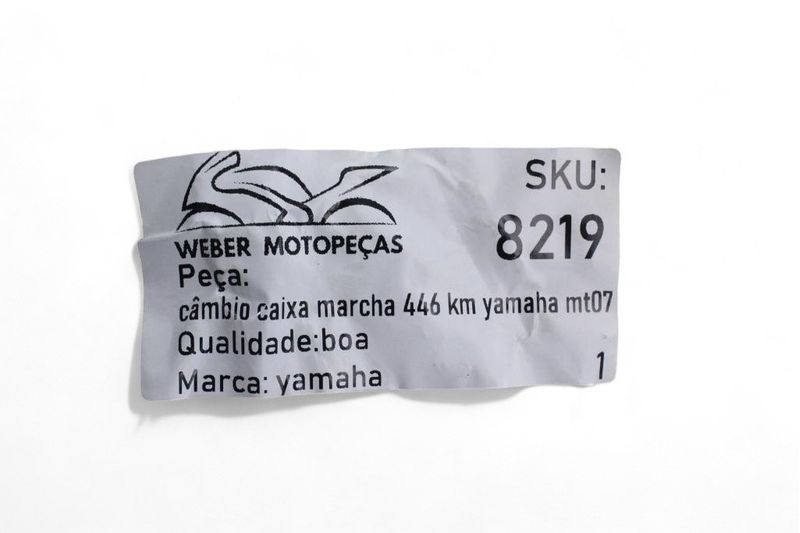 WEBER MOTOPEÇAS
SKU:
8219
Peça:
câmbio caixa marcha 446 km yamaha mt07
Qualidade:boa
Marca: yamaha
1